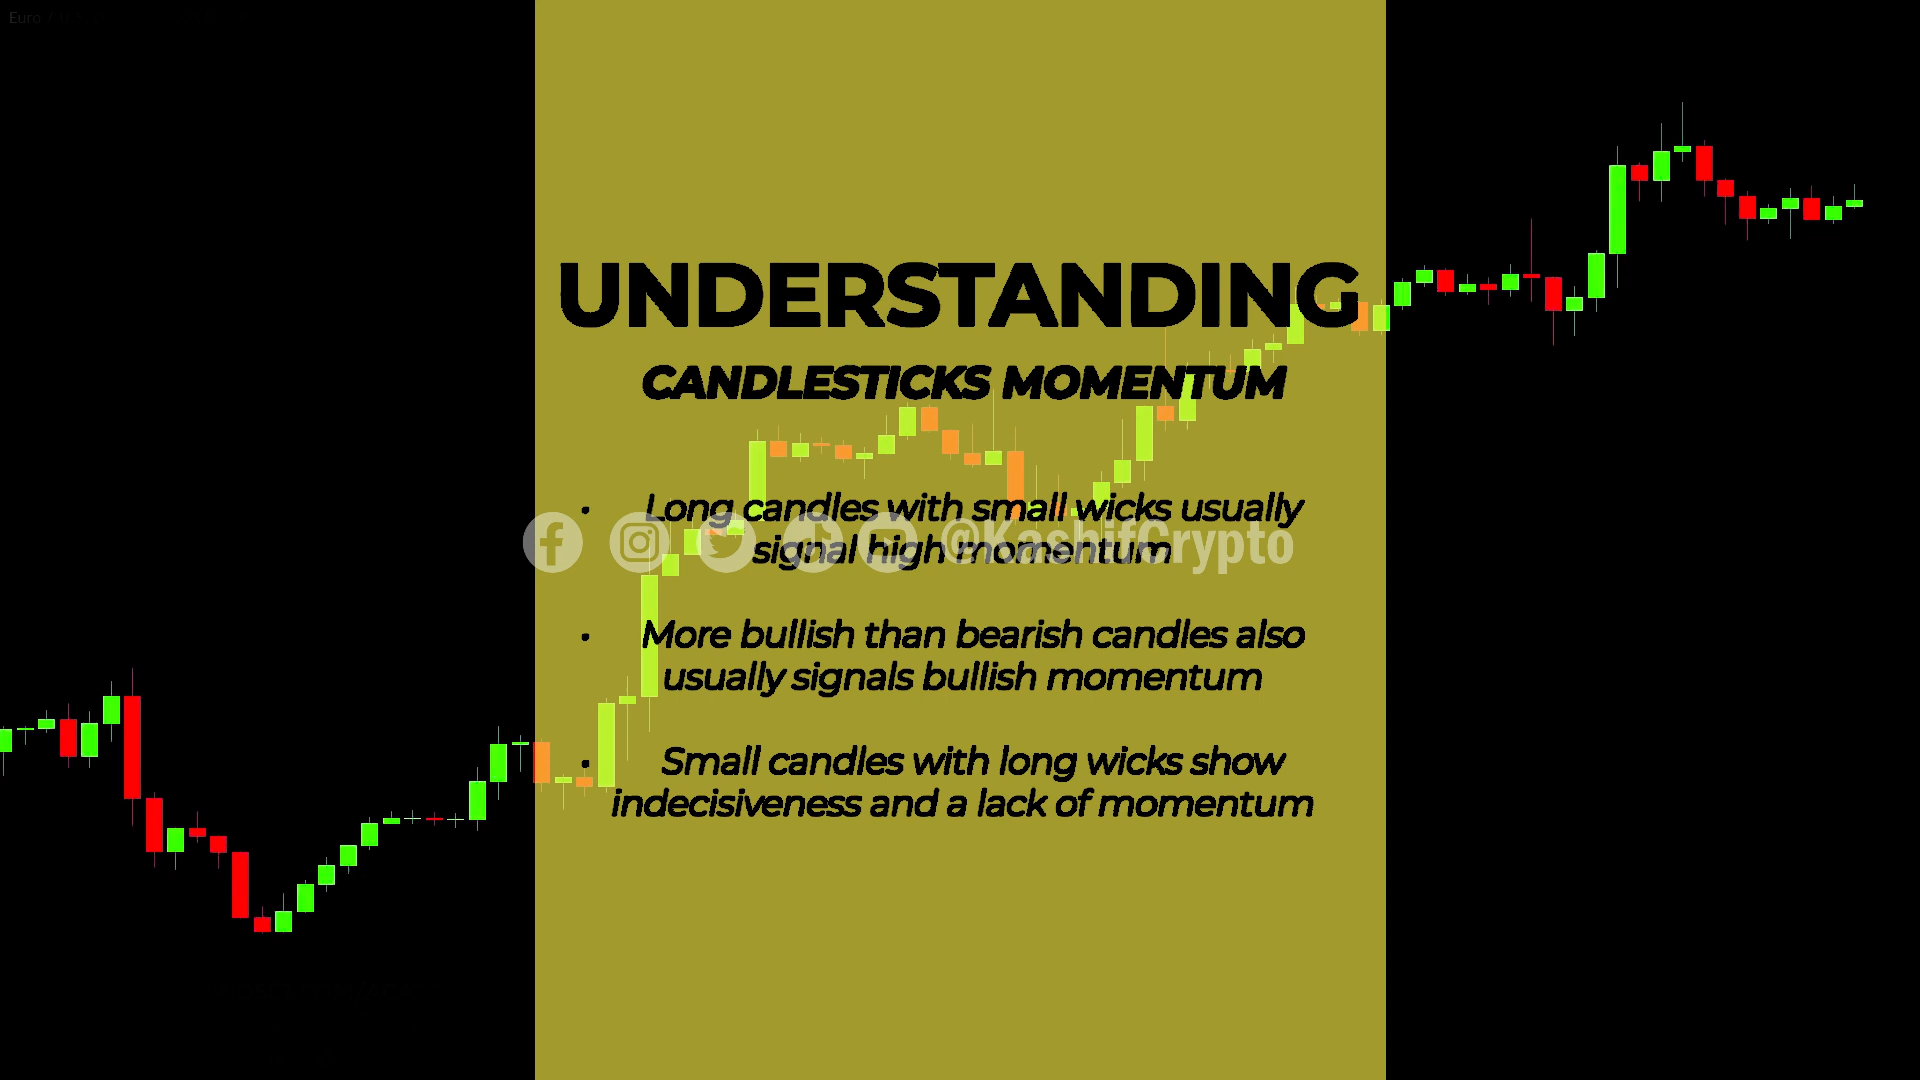 Euro /
UNDERSTANDING
CANDLESTICKS MOMENTUM
• Long candles with small wicks usually
signal high momentum
@KashifCrypto
• More bullish than bearish candles also
usually signals bullish momentum
• Small candles with long wicks show
indecisiveness and a lack of momentum